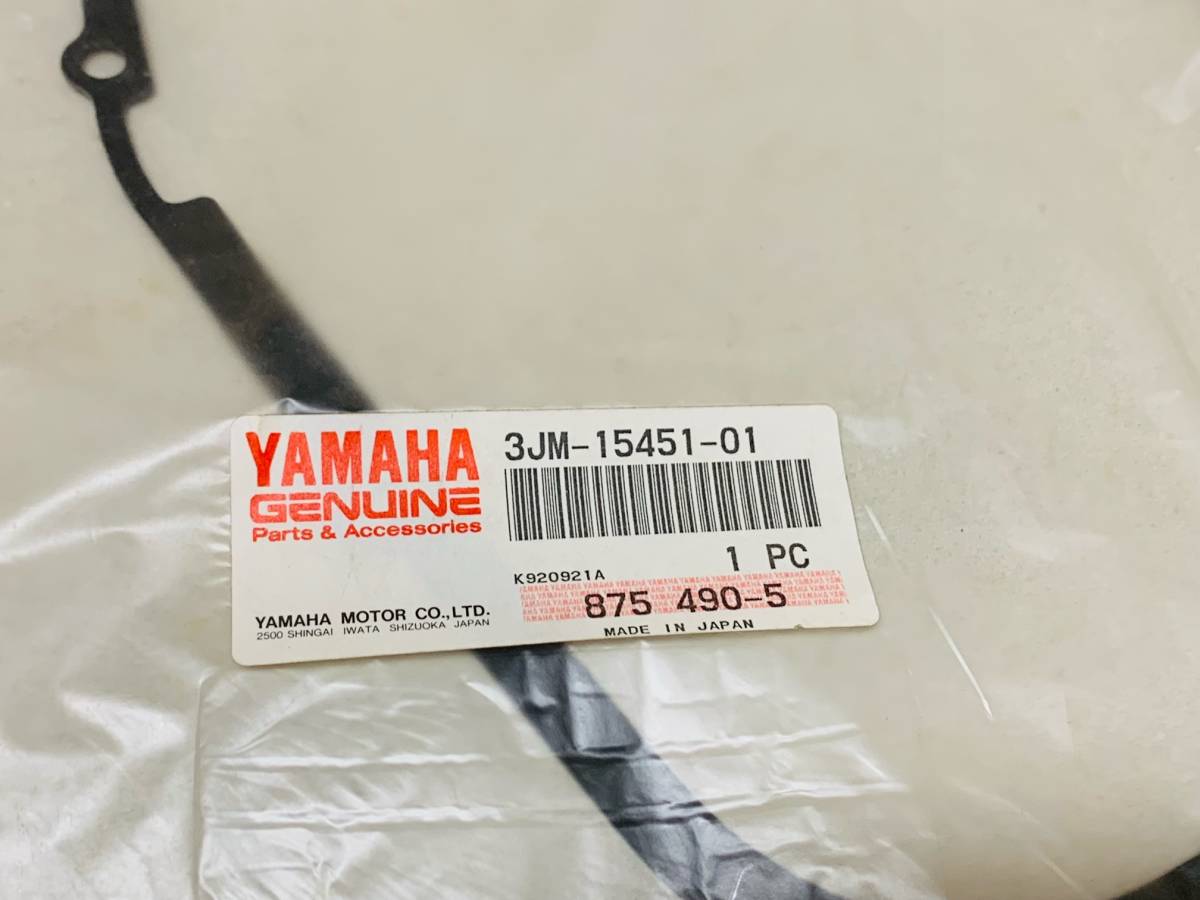 YAMAHA
GENUINE
Parts & Accessories
3JM-15451-01
1 PC
K920921A
875 490-5
YAMAHA MOTOR CO.,LTD.
2500 SHINGAI IWATA SHIZUOKA JAPAN
MADE IN JAPAN